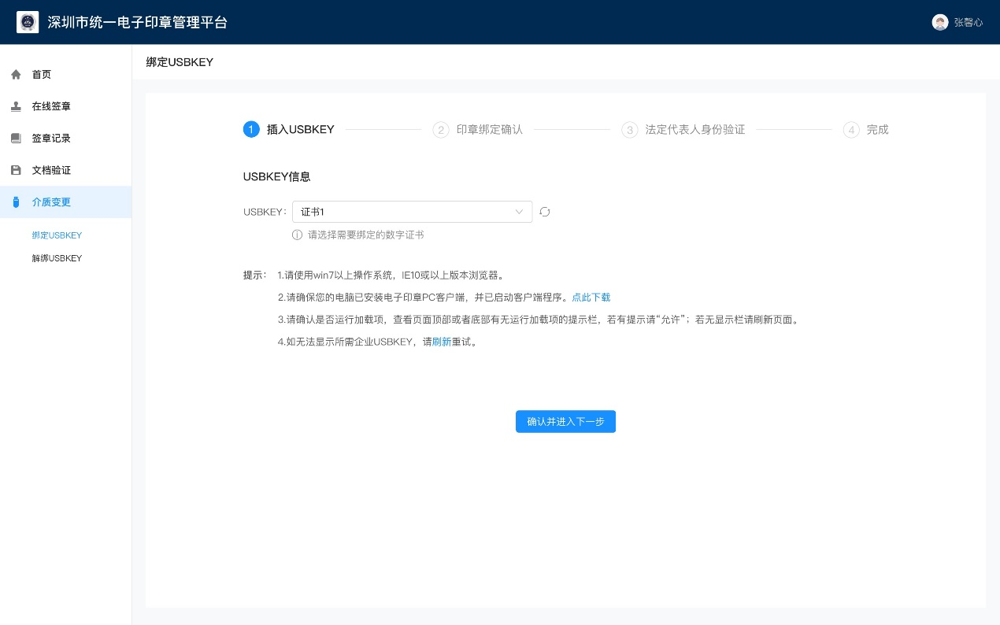 深圳市统一电子印章管理平台
张馨心
首页
在线签章
签章记录
文档验证
介质变更
绑定USBKEY
解绑USBKEY
绑定USBKEY
1 插入USBKEY
2 印章绑定确认
3 法定代表人身份验证
4 完成
USBKEY信息
USBKEY： 证书1
请选择需要绑定的数字证书
提示： 1.请使用win7以上操作系统，IE10或以上版本浏览器。
2.请确保您的电脑已安装电子印章PC客户端，并已启动客户端程序。点此下载
3.请确认是否运行加载项，查看页面顶部或者底部有无运行加载项的提示栏，若有提示请“允许”；若无显示栏请刷新页面。
4.如无法显示所需企业USBKEY，请刷新重试。
确认并进入下一步